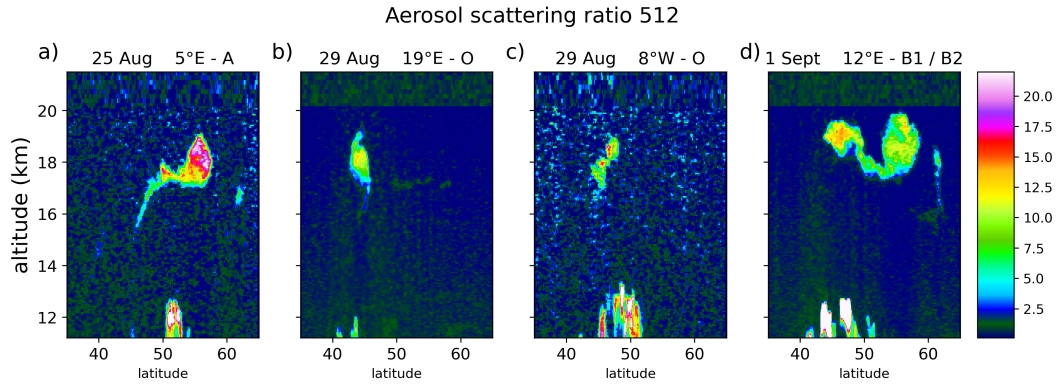 Aerosol scattering ratio 512
a) 25 Aug 5°E - A
b) 29 Aug 19°E - O
c) 29 Aug 8°W - O
d) 1 Sept 12°E - B1 / B2
altitude (km)
20
18
16
14
12
40 50 60
latitude
40 50 60
latitude
40 50 60
latitude
40 50 60
latitude
20.0
17.5
15.0
12.5
10.0
7.5
5.0
2.5